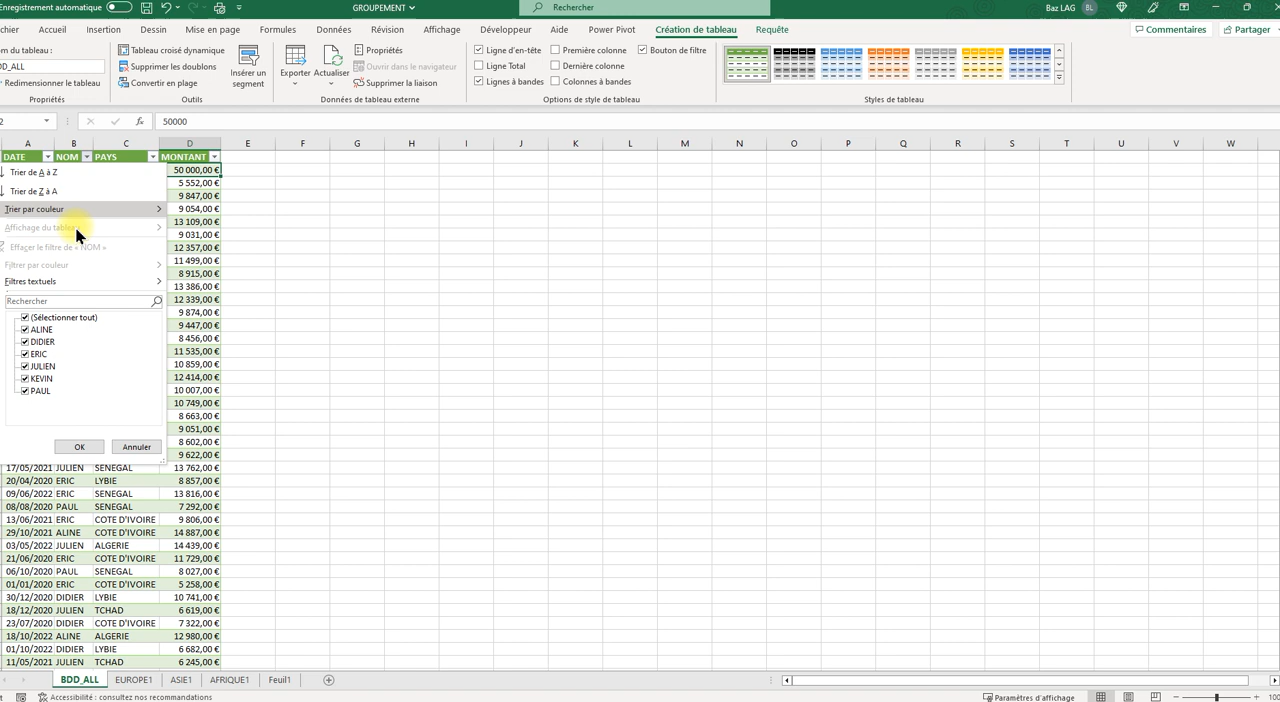 Enregistrement automatique
GROUPEMENT
Rechercher
Baz LAG
BL
chier Accueil Insertion Dessin Mise en page Formules Données Révision Affichage Développeur Aide Power Pivot Création de tableau Requête
Commentaires
Partager
om du tableau :
DD_ALL
Redimensionner le tableau
Propriétés
Tableau croisé dynamique
Supprimer les doublons
Convertir en plage
Outils
Insérer un
segment
Exporter
Actualiser
Propriétés
Ouvrir dans le navigateur
Supprimer la liaison
Données de tableau externe
Ligne d'en-tête
Première colonne
Bouton de filtre
Ligne Total
Dernière colonne
Lignes à bandes
Colonnes à bandes
Options de style de tableau
Styles de tableau
2
fx
50000
A B C D E F G H I J K L M N O P Q R S T U V W
DATE NOM PAYS MONTANT
Trier de A à Z
Trier de Z à A
Trier par couleur
Affichage du tableau
Effacer le filtre de « NOM »
Filtrer par couleur
Filtres textuels
Rechercher
(Sélectionner tout)
ALINE
DIDIER
ERIC
JULIEN
KEVIN
PAUL
OK
Annuler
50 000,00 €
5 552,00 €
9 847,00 €
9 054,00 €
13 109,00 €
9 031,00 €
12 357,00 €
11 499,00 €
8 915,00 €
13 386,00 €
12 339,00 €
9 874,00 €
9 447,00 €
8 456,00 €
11 535,00 €
10 859,00 €
12 414,00 €
10 007,00 €
10 749,00 €
8 663,00 €
9 051,00 €
8 602,00 €
9 622,00 €
17/05/2021 JULIEN SENEGAL 13 762,00 €
20/04/2020 ERIC LYBIE 8 857,00 €
09/06/2022 ERIC SENEGAL 13 816,00 €
08/08/2020 PAUL SENEGAL 7 292,00 €
13/06/2021 ERIC COTE D'IVOIRE 9 806,00 €
29/10/2021 ALINE COTE D'IVOIRE 14 887,00 €
03/05/2022 JULIEN ALGERIE 14 439,00 €
21/06/2020 ERIC COTE D'IVOIRE 11 729,00 €
06/10/2020 PAUL SENEGAL 8 027,00 €
01/01/2020 ERIC COTE D'IVOIRE 5 258,00 €
30/12/2020 DIDIER LYBIE 10 741,00 €
18/12/2020 JULIEN TCHAD 6 619,00 €
23/07/2020 DIDIER COTE D'IVOIRE 7 322,00 €
18/10/2022 ALINE ALGERIE 12 980,00 €
01/10/2022 DIDIER LYBIE 6 682,00 €
11/05/2021 JULIEN TCHAD 6 245,00 €
BDD_ALL EUROPE1 ASIE1 AFRIQUE1 Feuil1
t
Accessibilité : consultez nos recommandations
Paramètres d'affichage
100